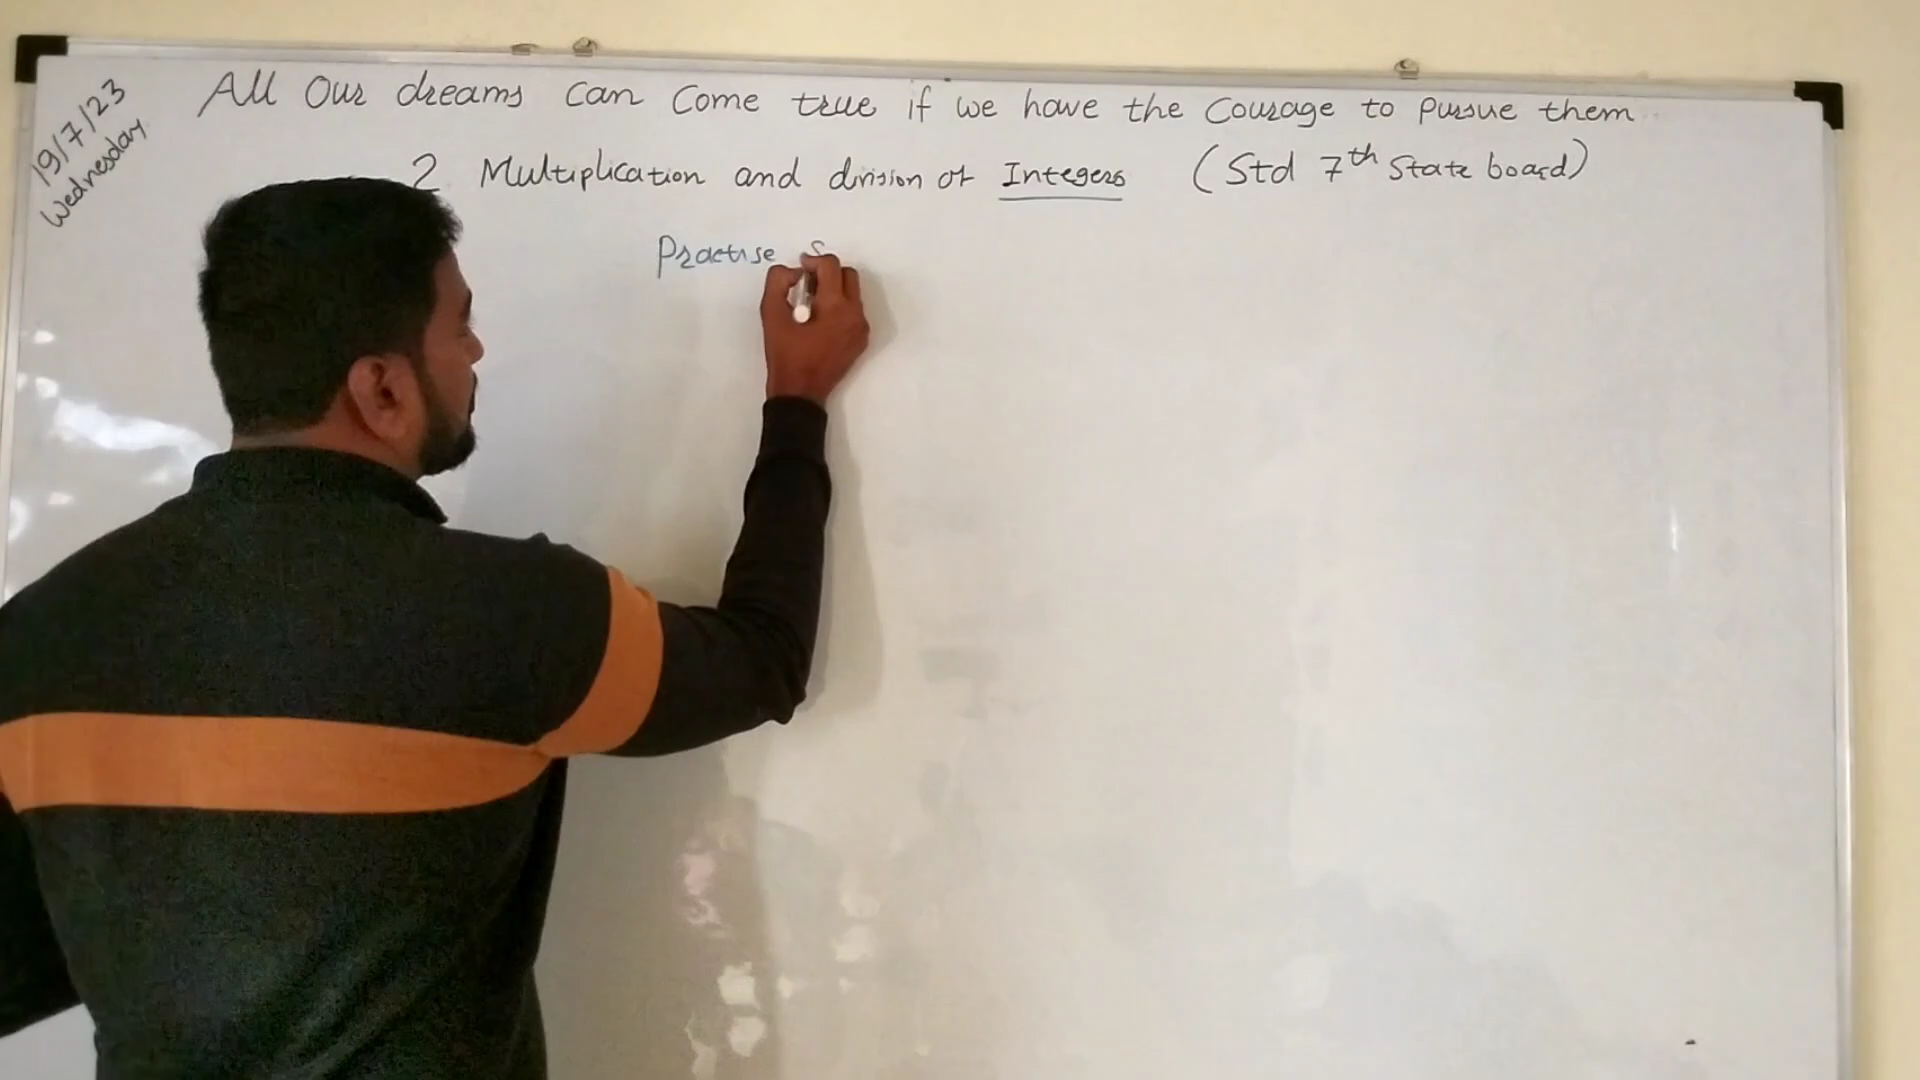 19/7/23
Wednesday
All Our dreams can Come true if we have the Courage to pursue them
2 Multiplication and division of Integers (Std 7th State board)
Practise S